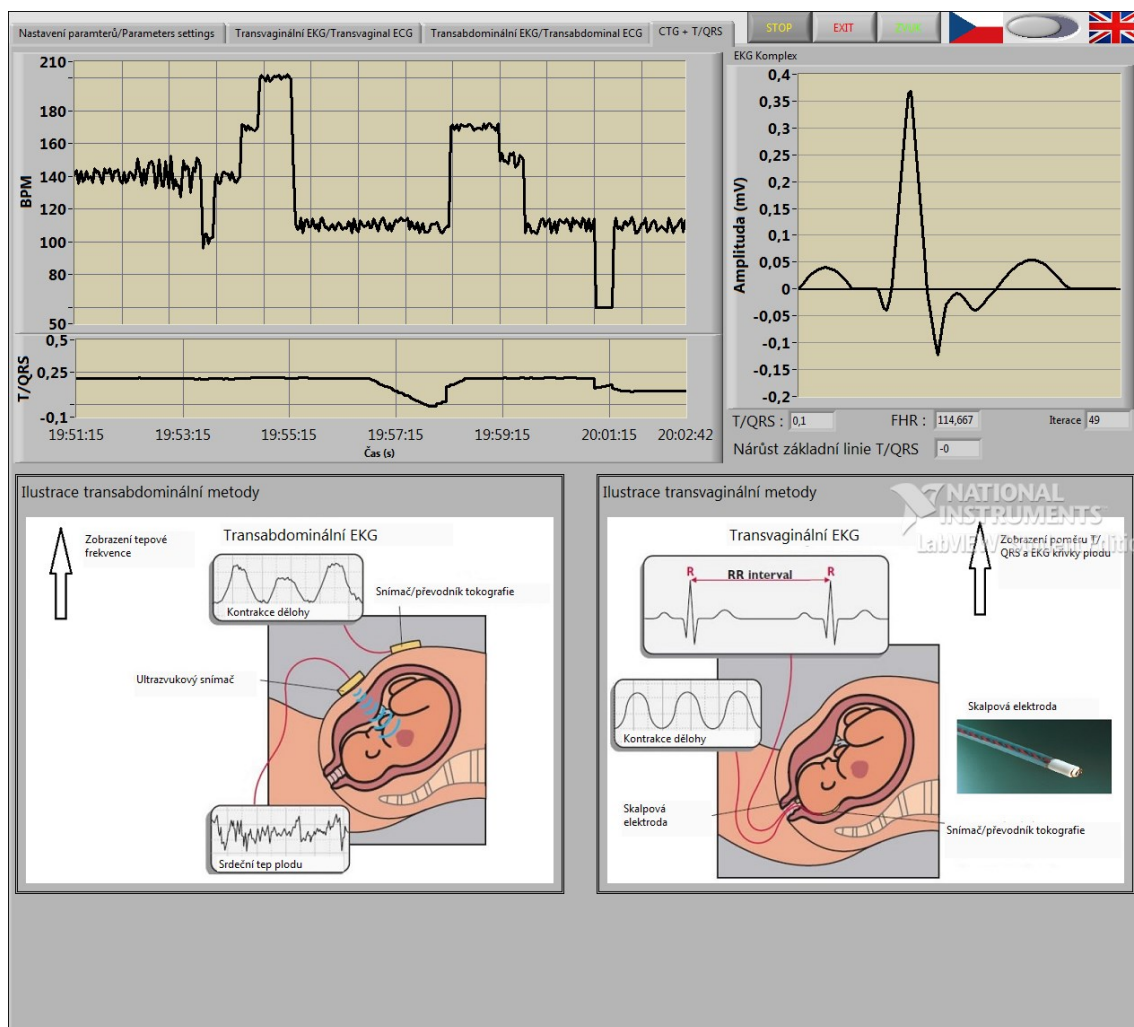 Nastavení paramterů/Parameters settings
Transvaginální EKG/Transvaginal ECG
Transabdominální EKG/Transabdominal ECG
CTG + T/QRS
STOP
EXIT
BPM
210
180
160
140
120
100
80
50
T/QRS
0,5
0,25
-0,1
19:51:15
19:53:15
19:55:15
19:57:15
19:59:15
20:01:15
20:02:42
Čas (s)
EKG Komplex
Amplituda (mV)
0,4
0,35
0,3
0,25
0,2
0,15
0,1
0,05
0
-0,05
-0,1
-0,15
-0,2
T/QRS : 0,1
FHR : 114,667
Iterace 49
Nárůst základní linie T/QRS -0
Ilustrace transabdominální metody
Zobrazení tepové
frekvence
Transabdominální EKG
Kontrakce dělohy
Snímač/převodník tokografie
Ultrazvukový snímač
Srdeční tep plodu
Ilustrace transvaginální metody
NATIONAL
INSTRUMENTS
Transvaginální EKG
Zobrazení poměru T/
QRS a EKG křivky plodu
R
RR interval
R
Kontrakce dělohy
Skalpová elektroda
Skalpová
elektroda
Snímač/převodník tokografie